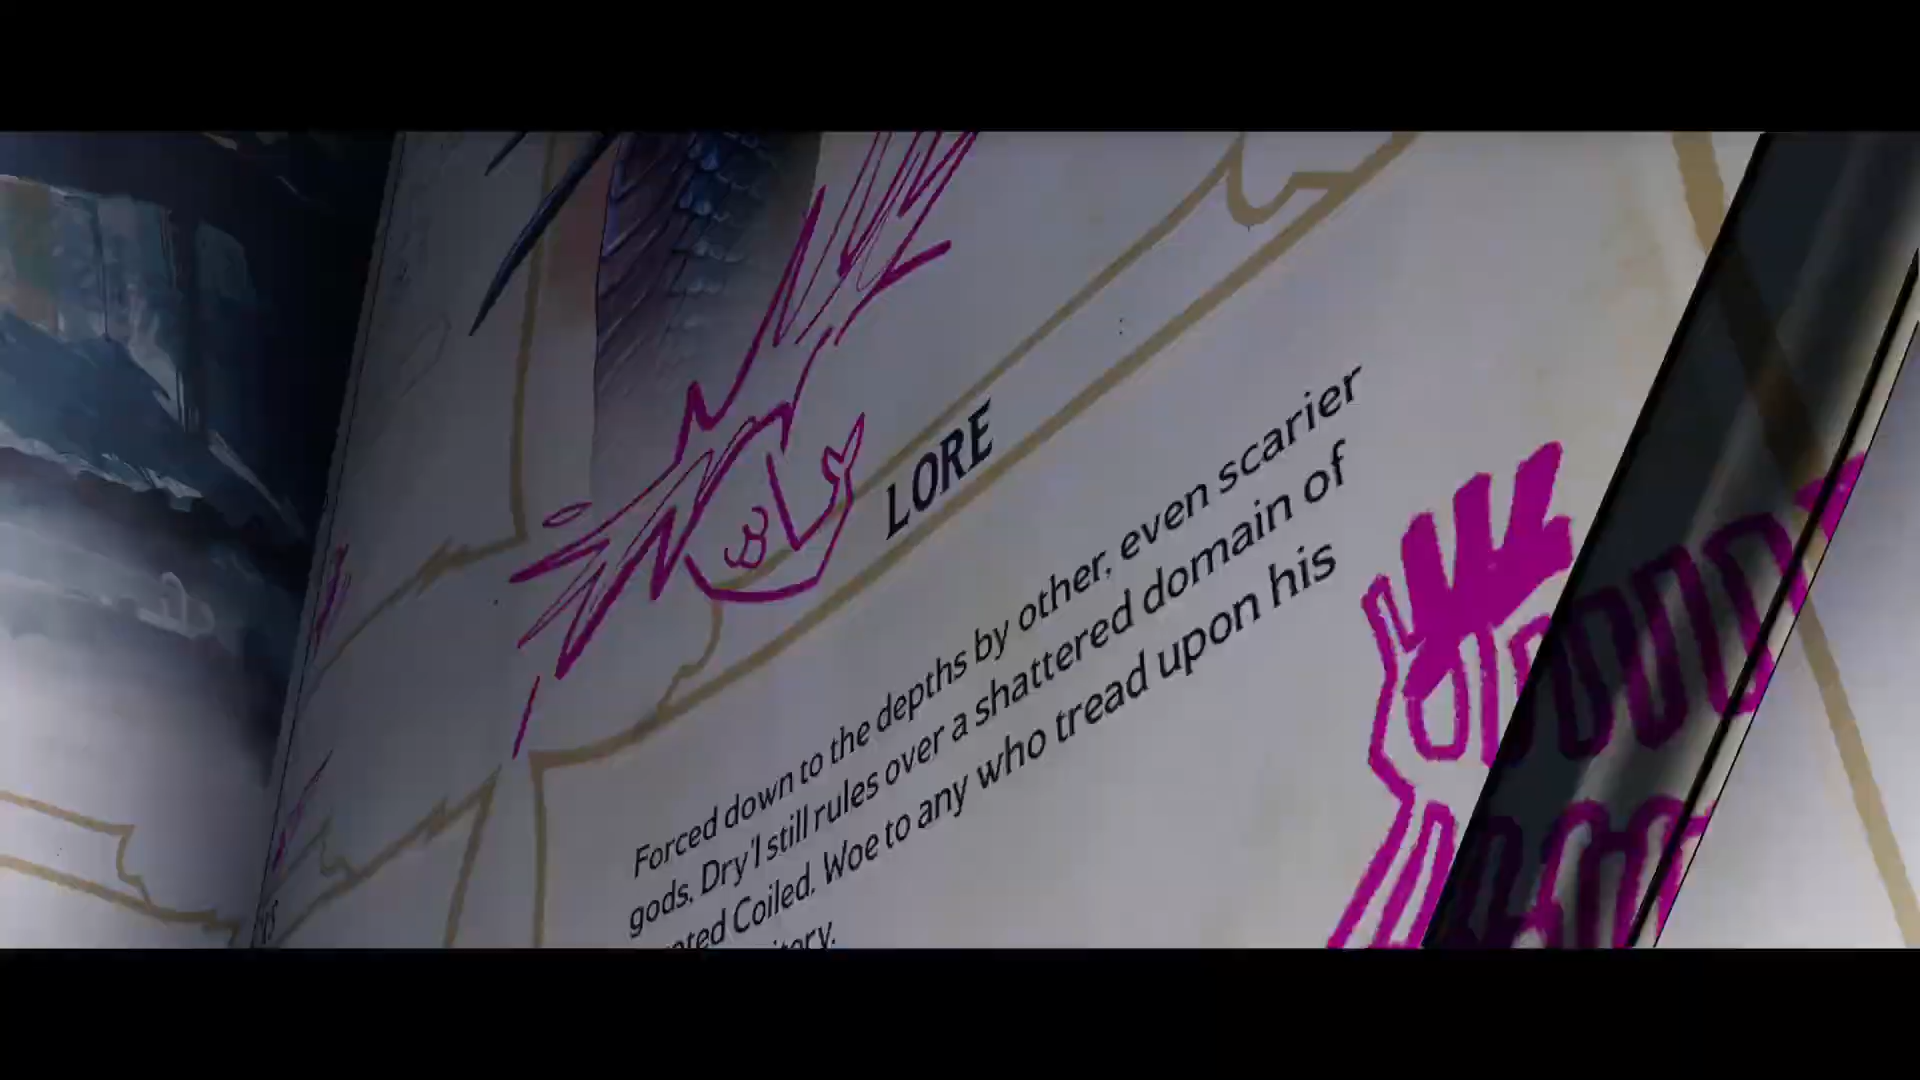 LORE
Forced down to the depths by other, even scarier
gods. Dry'l still rules over a shattered domain of
Coiled. Woe to any who tread upon his